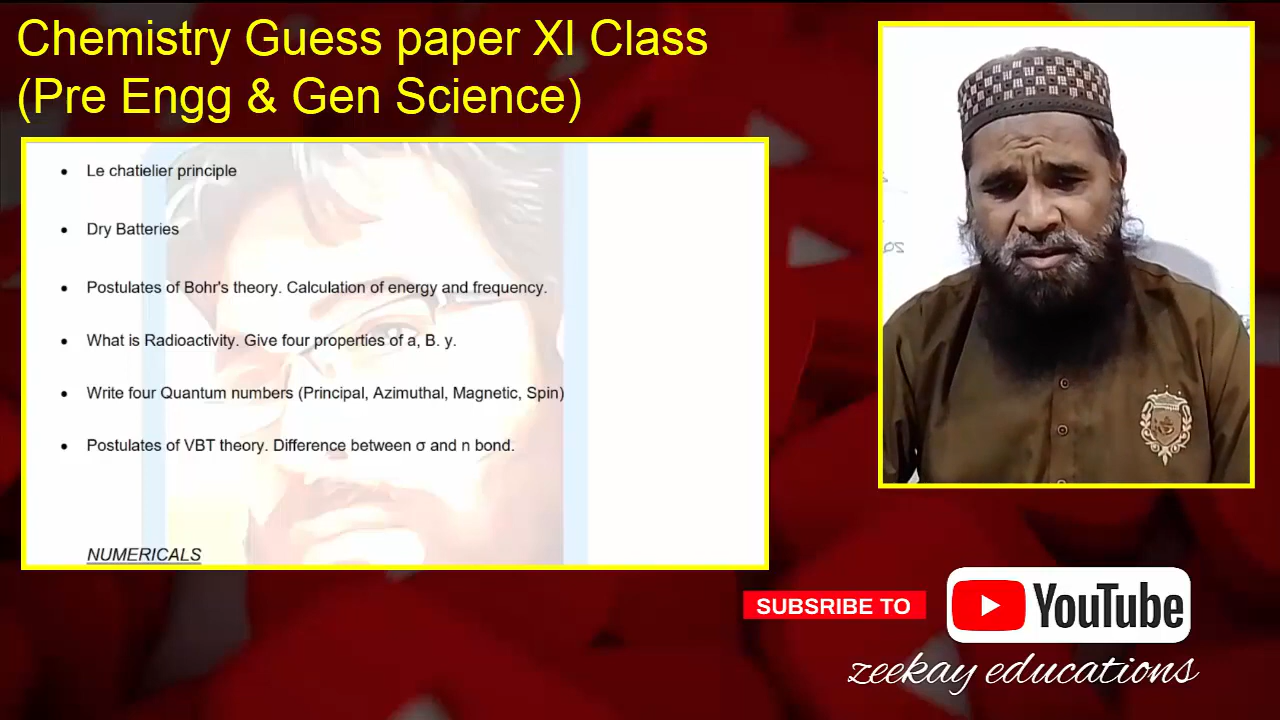 Chemistry Guess paper XI Class
(Pre Engg & Gen Science)
• Le chatielier principle
• Dry Batteries
• Postulates of Bohr's theory. Calculation of energy and frequency.
• What is Radioactivity. Give four properties of a, B. y.
• Write four Quantum numbers (Principal, Azimuthal, Magnetic, Spin)
• Postulates of VBT theory. Difference between σ and n bond.
NUMERICALS
SUBSRIBE TO
YouTube
zeekay educations